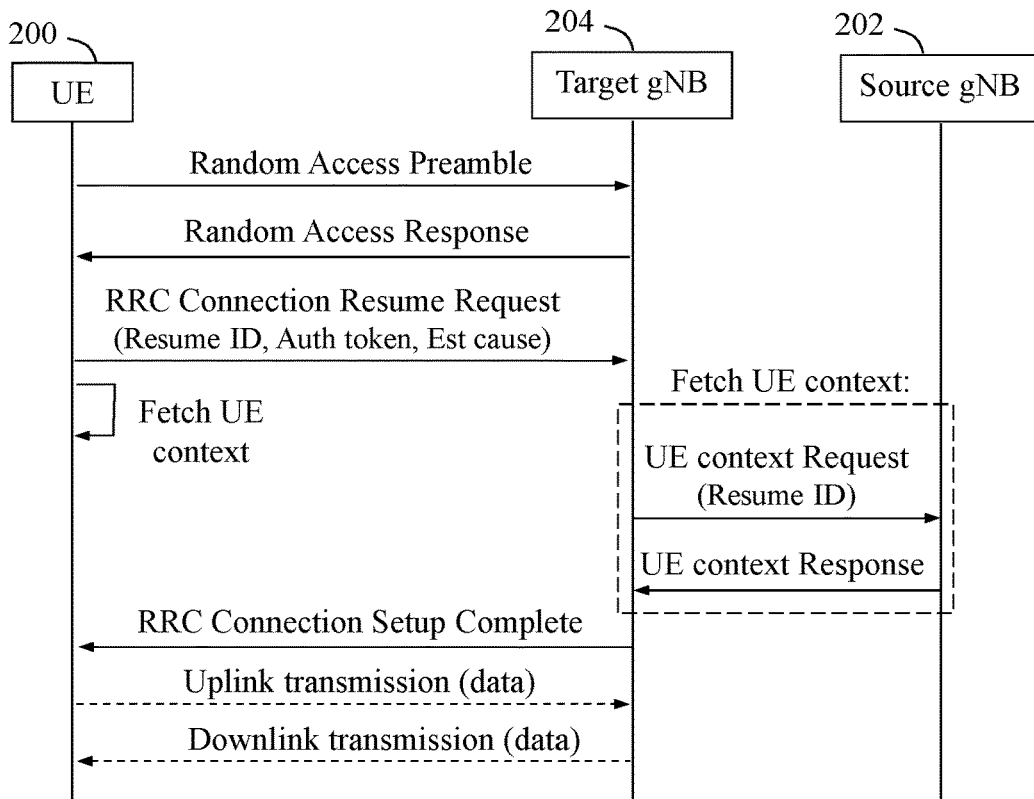 200
204
202
UE
Target gNB
Source gNB
Random Access Preamble
Random Access Response
RRC Connection Resume Request
(Resume ID, Auth token, Est cause)
Fetch UE context:
Fetch UE
context
UE context Request
(Resume ID)
UE context Response
RRC Connection Setup Complete
Uplink transmission (data)
Downlink transmission (data)